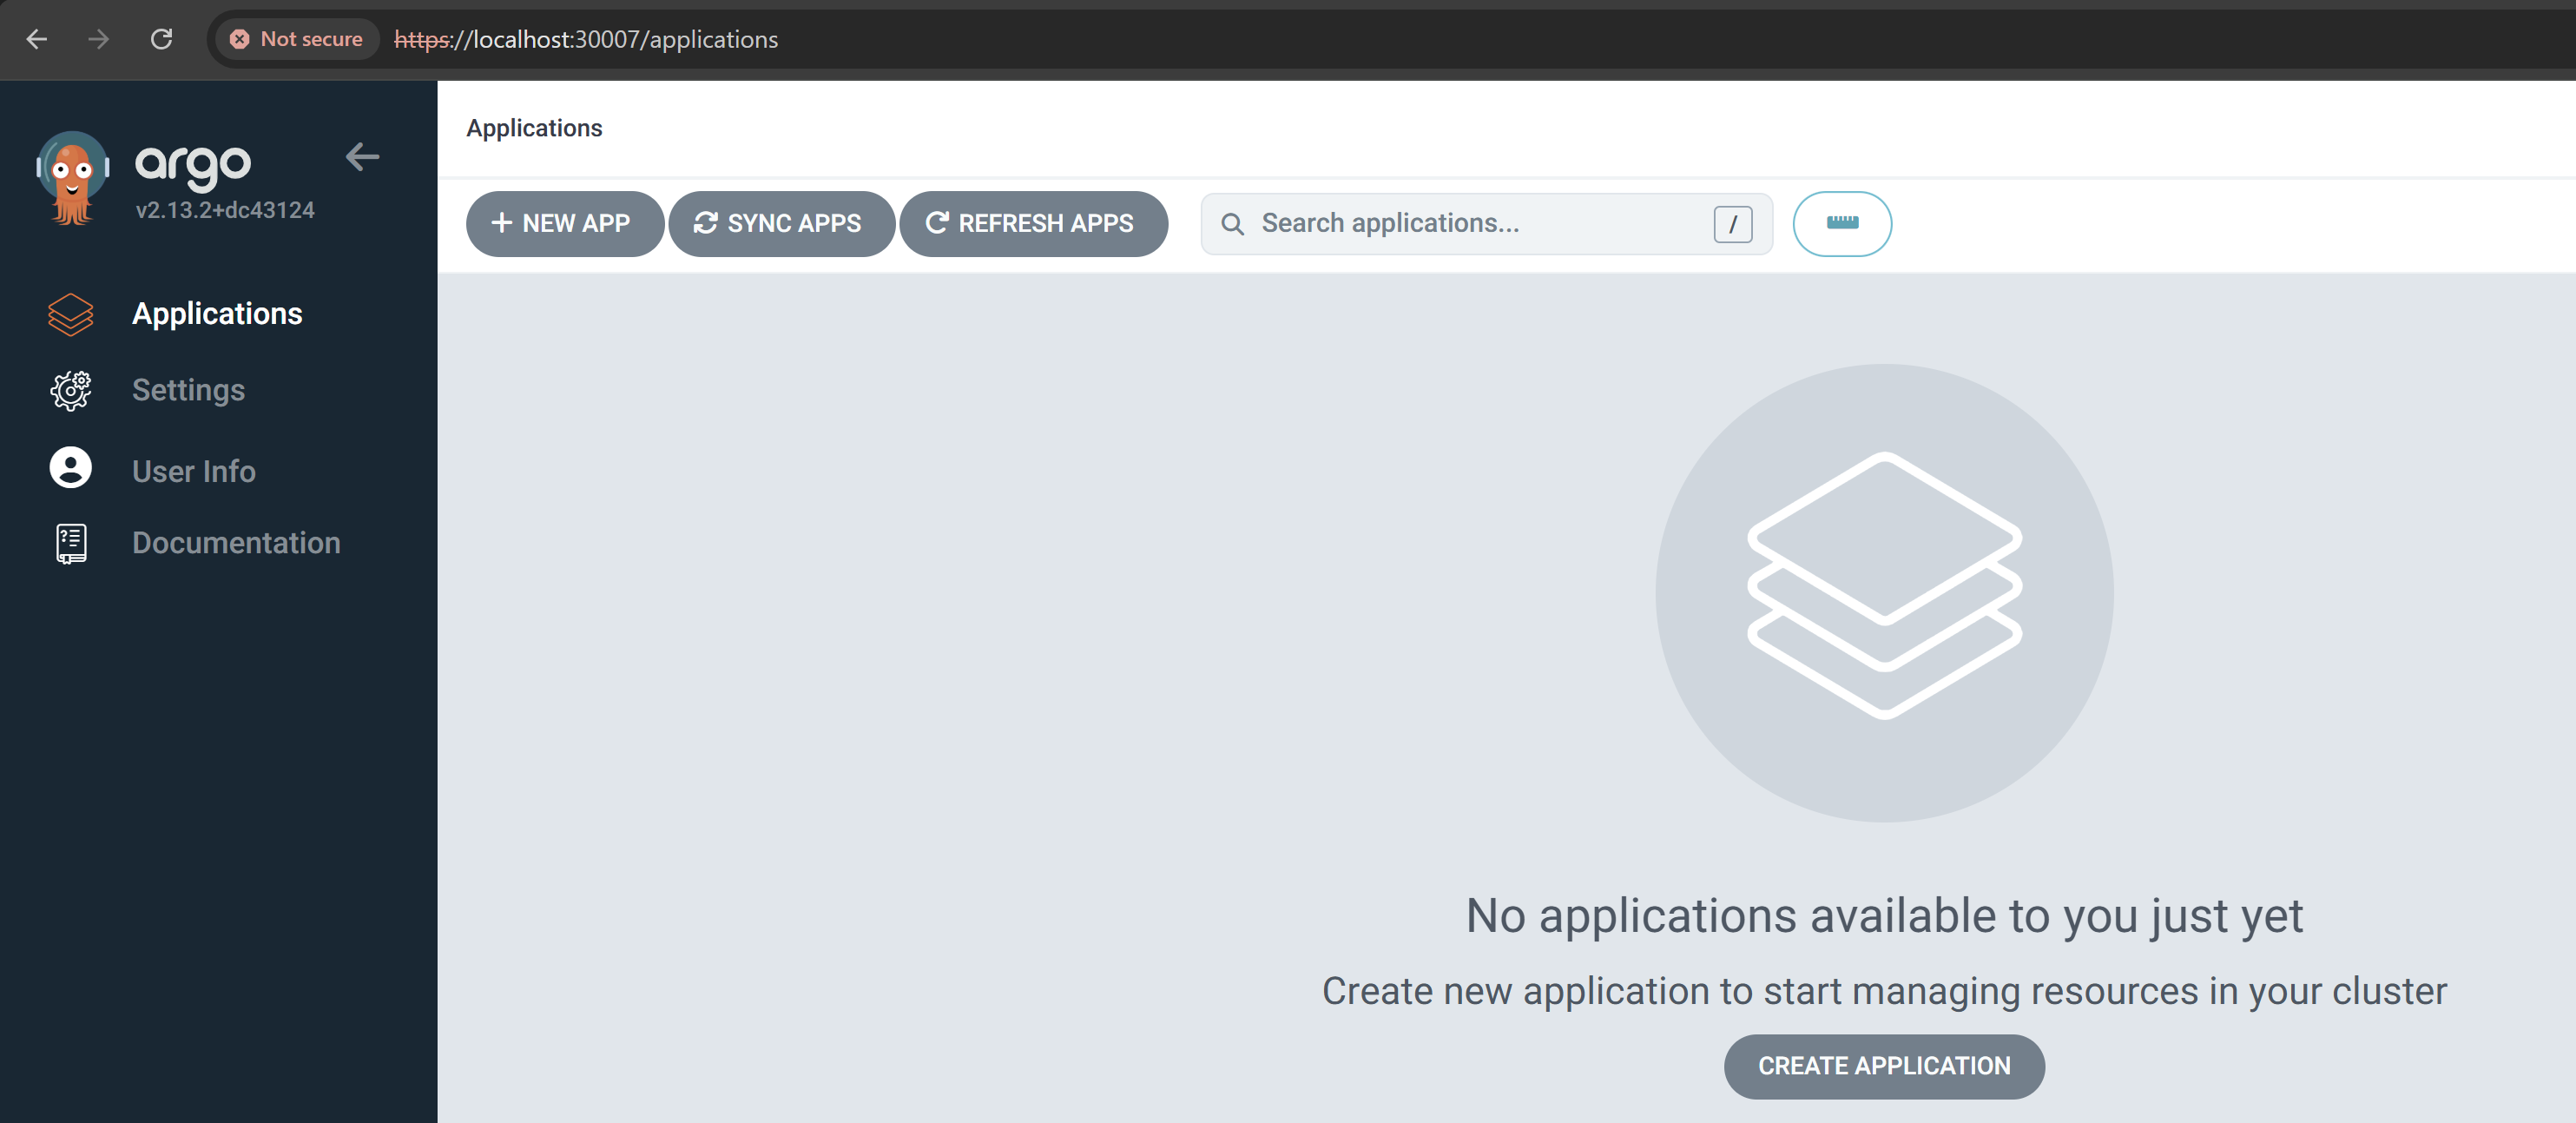 Not secure https://localhost:30007/applications
argo
v2.13.2+dc43124
Applications
Settings
User Info
Documentation
Applications
NEW APP SYNC APPS REFRESH APPS Search applications... /
No applications available to you just yet
Create new application to start managing resources in your cluster
CREATE APPLICATION